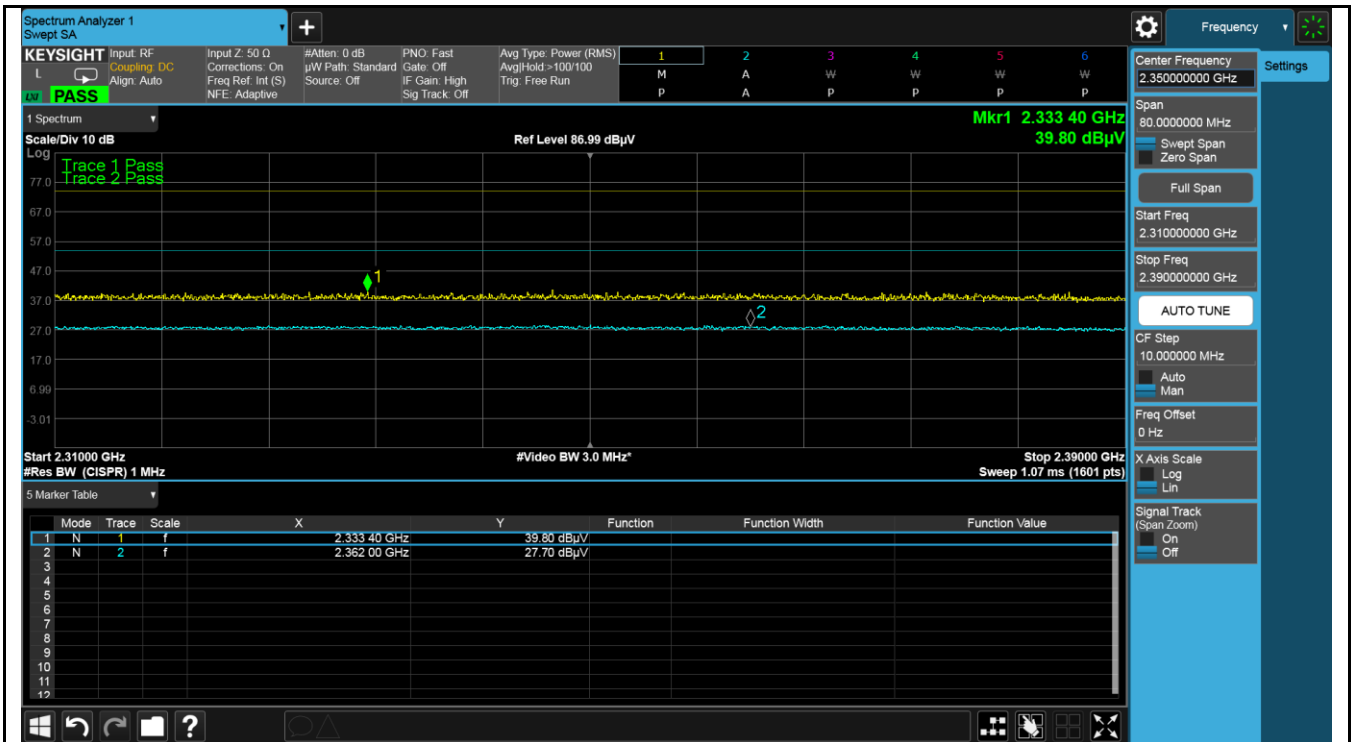 Spectrum Analyzer 1
Swept SA
+
Frequency
KEYSIGHT
L
LXI
PASS
Input: RF
Coupling: DC
Align: Auto
Input Z: 50 Ω
Corrections: On
Freq Ref: Int (S)
NFE: Adaptive
#Atten: 0 dB
µW Path: Standard
Source: Off
PNO: Fast
Gate: Off
IF Gain: High
Sig Track: Off
Avg Type: Power (RMS)
Avg|Hold:>100/100
Trig: Free Run
1 2 3 4 5 6
M A W W W W
P A P P P P
1 Spectrum
Scale/Div 10 dB
Ref Level 86.99 dBµV
Mkr1 2.333 40 GHz
39.80 dBµV
Log
Trace 1 Pass
Trace 2 Pass
77.0
67.0
57.0
47.0
1
37.0
2
27.0
17.0
6.99
-3.01
Start 2.31000 GHz
#Video BW 3.0 MHz*
Stop 2.39000 GHz
#Res BW (CISPR) 1 MHz
Sweep 1.07 ms (1601 pts)
5 Marker Table
Mode Trace Scale X Y Function Function Width Function Value
1 N 1 f 2.333 40 GHz 39.80 dBµV
2 N 2 f 2.362 00 GHz 27.70 dBµV
3
4
5
6
7
8
9
10
11
12
?
Center Frequency
2.350000000 GHz
Settings
Span
80.0000000 MHz
Swept Span
Zero Span
Full Span
Start Freq
2.310000000 GHz
Stop Freq
2.390000000 GHz
AUTO TUNE
CF Step
10.000000 MHz
Auto
Man
Freq Offset
0 Hz
X Axis Scale
Log
Lin
Signal Track
(Span Zoom)
On
Off